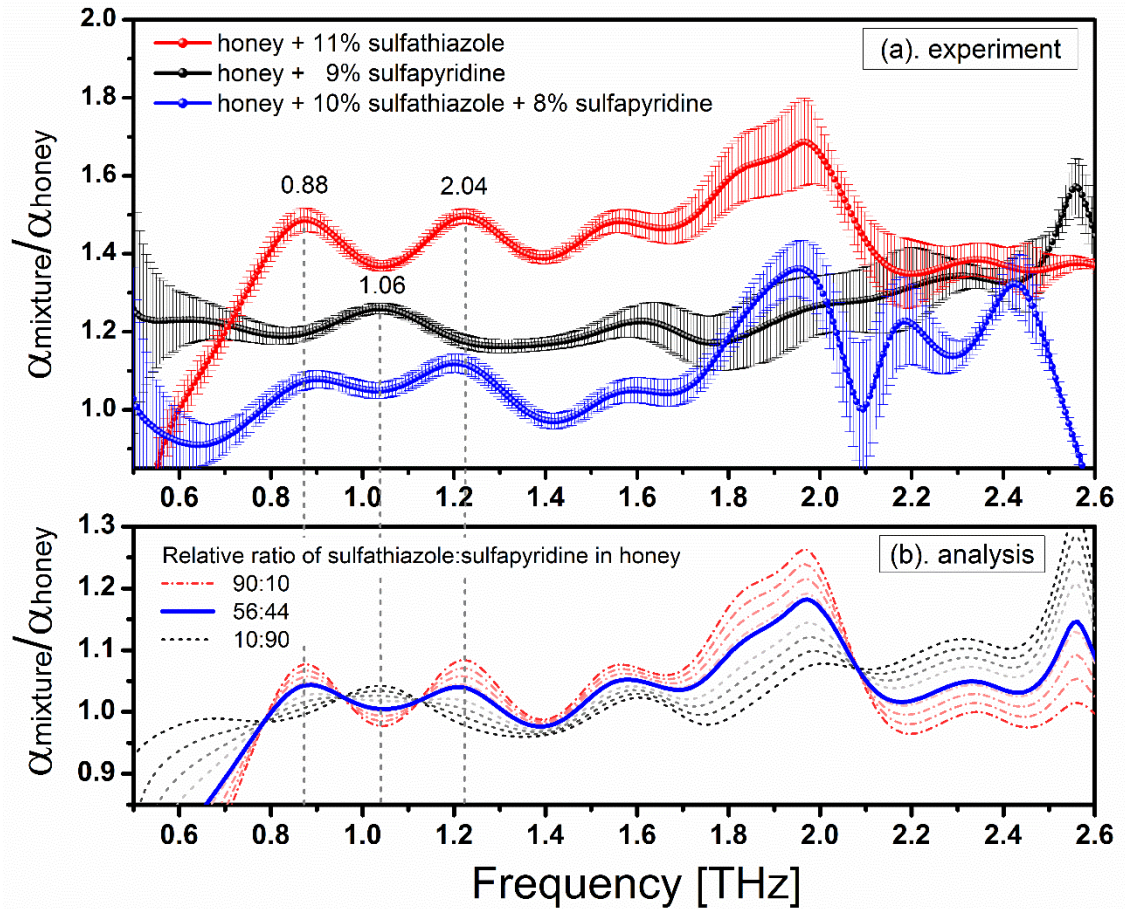 αmixture/αhoney
2.0
1.8
1.6
1.4
1.2
1.0
honey + 11% sulfathiazole
honey + 9% sulfapyridine
honey + 10% sulfathiazole + 8% sulfapyridine
(a). experiment
0.88
2.04
1.06
0.6 0.8 1.0 1.2 1.4 1.6 1.8 2.0 2.2 2.4 2.6
αmixture/αhoney
1.3
1.2
1.1
1.0
0.9
Relative ratio of sulfathiazole:sulfapyridine in honey
90:10
56:44
10:90
(b). analysis
0.6 0.8 1.0 1.2 1.4 1.6 1.8 2.0 2.2 2.4 2.6
Frequency [THz]